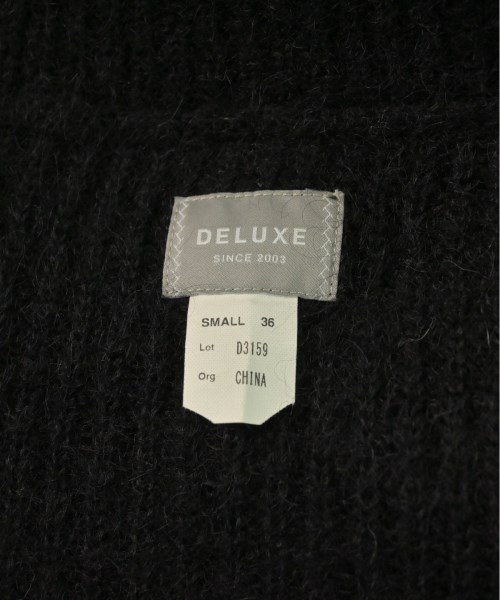 DELUXE
SINCE 2003
SMALL 36
Lot D3159
Org CHINA